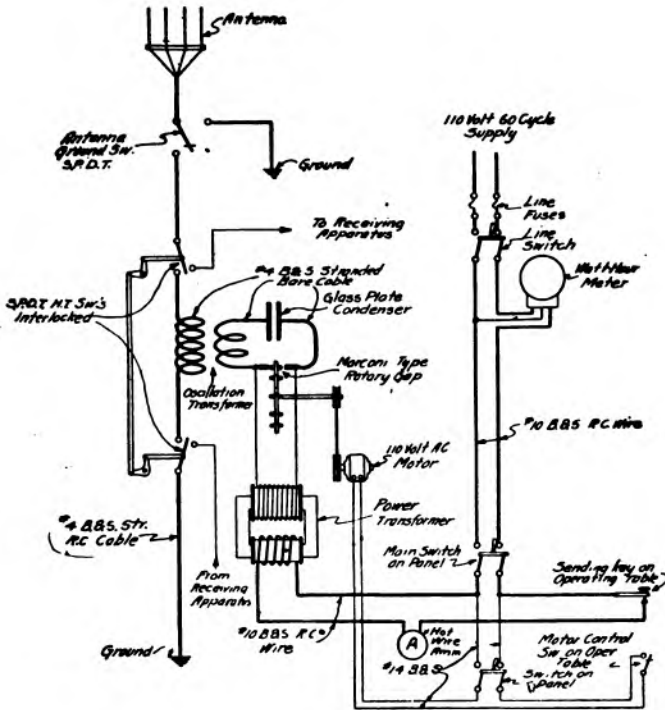 Antenna
Antenna
Ground Sw.
S.P.D.T.
Ground
110 Volt 60 Cycle
Supply
Line
Fuses
Line
Switch
To Receiving
Apparatus
Watt-Hour
Meter
#4 B.&S. Stranded
Bare Cable
Glass Plate
Condenser
S.P.D.T. H.T. Sw's
Interlocked
Marconi Type
Rotary Gap
Oscillation
Transformer
#10 B.&S R.C. Wire
110 Volt AC
Motor
Power
Transformer
#4 B.&S. Str.
R.C Cable
Main Switch
on Panel
Sending key on
Operating Table
From
Receiving
Apparatus
#10 B.&S R.C.
Wire
A
Hot
Wire
Amm
Ground
#14 B.&S
Motor Control
Sw on Oper
Table
Switch on
Panel